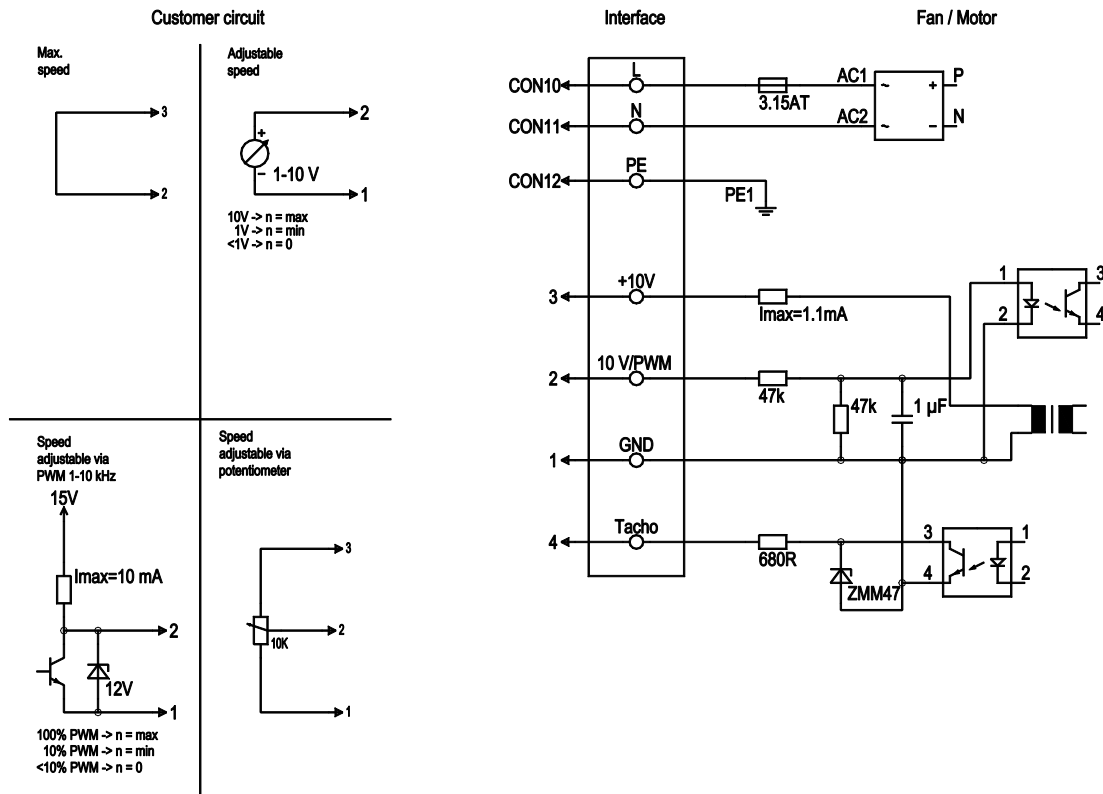 Customer circuit
Interface
Fan / Motor
Max.
speed
3
2
Adjustable
speed
2
+
–
1-10 V
1
10V -> n = max
1V -> n = min
<1V -> n = 0
Speed
adjustable via
PWM 1-10 kHz
15V
Imax=10 mA
2
12V
1
100% PWM -> n = max
10% PWM -> n = min
<10% PWM -> n = 0
Speed
adjustable via
potentiometer
3
2
10K
1
CON10
L
3.15AT
AC1
~
+
P
CON11
N
AC2
~
–
N
CON12
PE
PE1
3
+10V
Imax=1.1mA
1
3
2
4
2
10 V/PWM
47k
47k
1 µF
1
GND
4
Tacho
680R
ZMM47
3
1
4
2